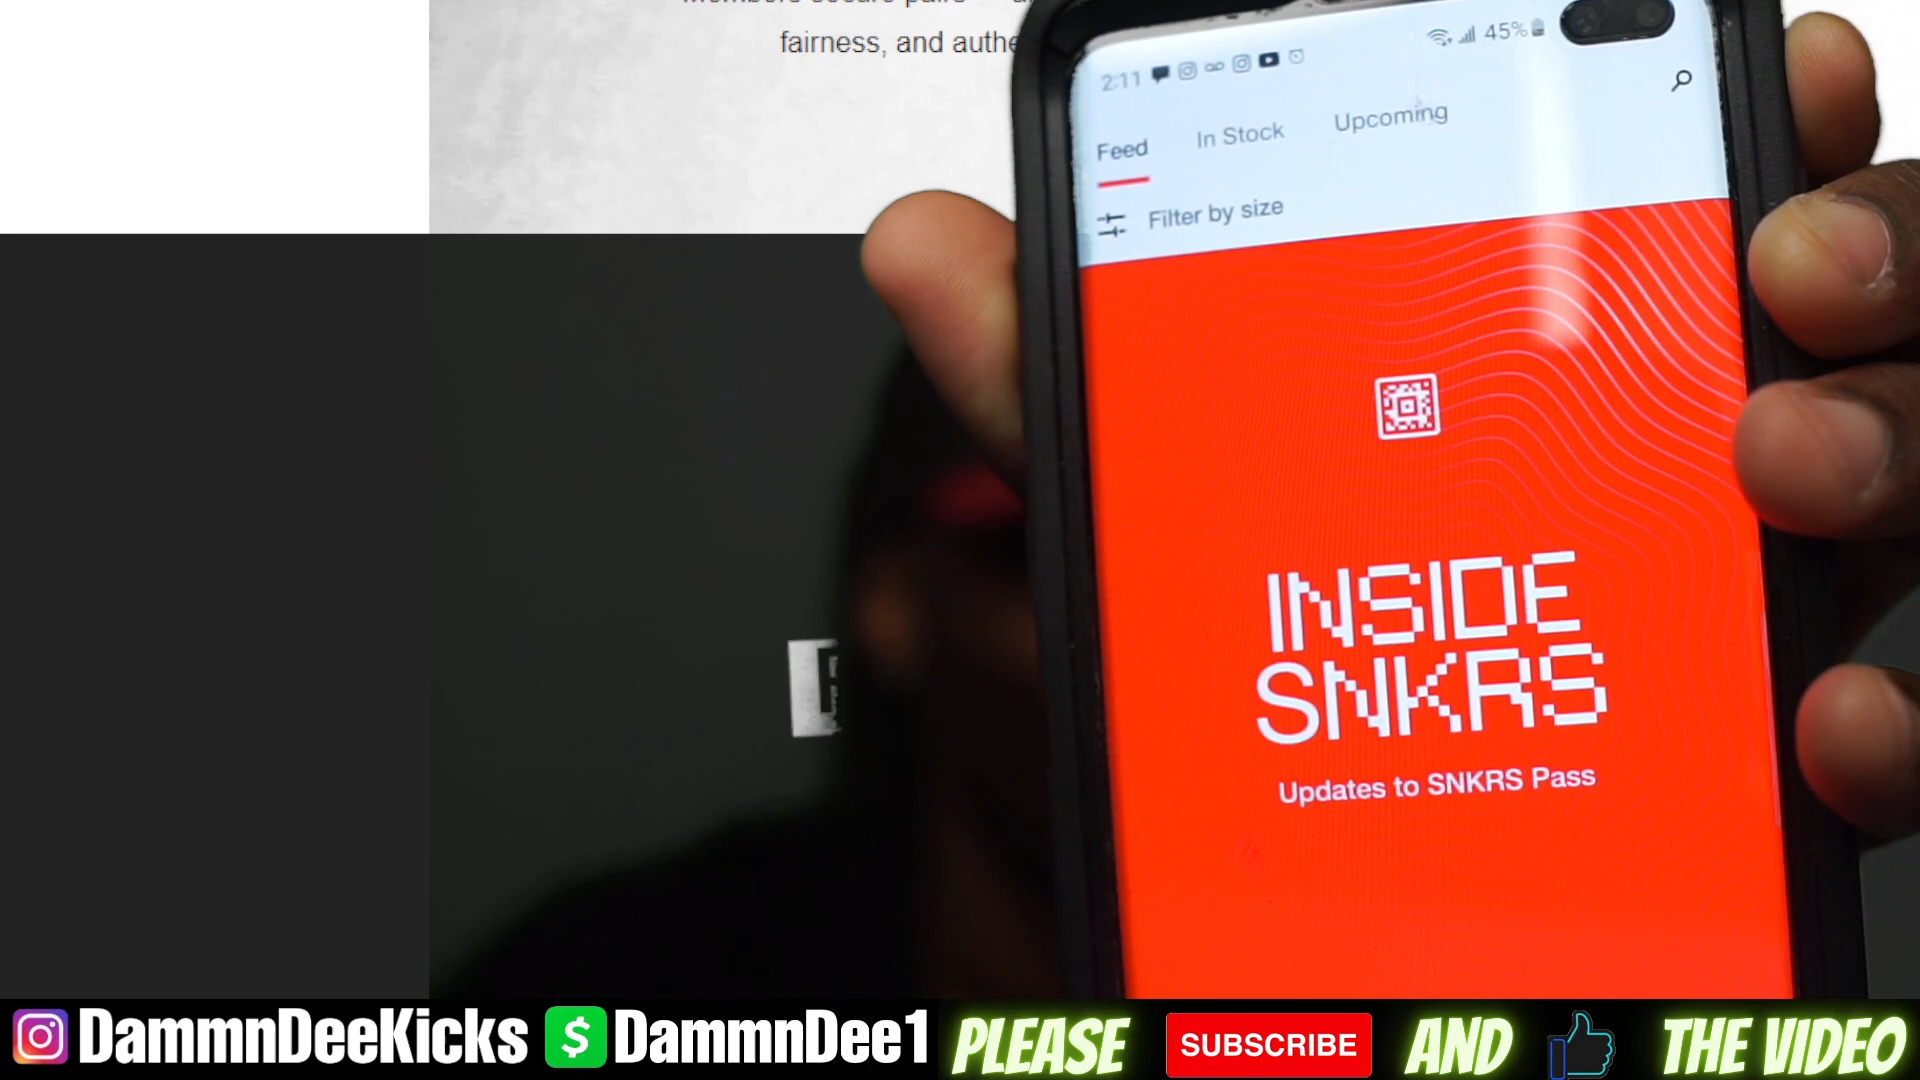 fairness, and authe
2:11
45%
Feed
In Stock
Upcoming
Filter by size
INSIDE
SNKRS
Updates to SNKRS Pass
DammnDeeKicks
$ DammnDee1
PLEASE
SUBSCRIBE
AND
THE VIDEO